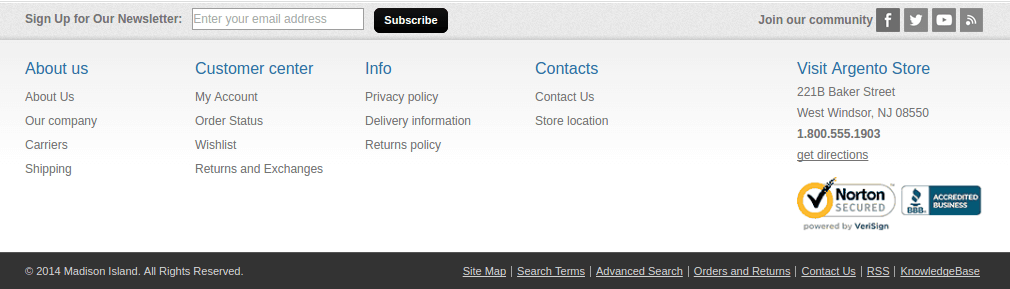 Sign Up for Our Newsletter: Enter your email address Subscribe Join our community
About us
About Us
Our company
Carriers
Shipping
Customer center
My Account
Order Status
Wishlist
Returns and Exchanges
Info
Privacy policy
Delivery information
Returns policy
Contacts
Contact Us
Store location
Visit Argento Store
221B Baker Street
West Windsor, NJ 08550
1.800.555.1903
get directions
Norton
SECURED
powered by VeriSign
BBB.
ACCREDITED
BUSINESS
© 2014 Madison Island. All Rights Reserved. Site Map | Search Terms | Advanced Search | Orders and Returns | Contact Us | RSS | KnowledgeBase